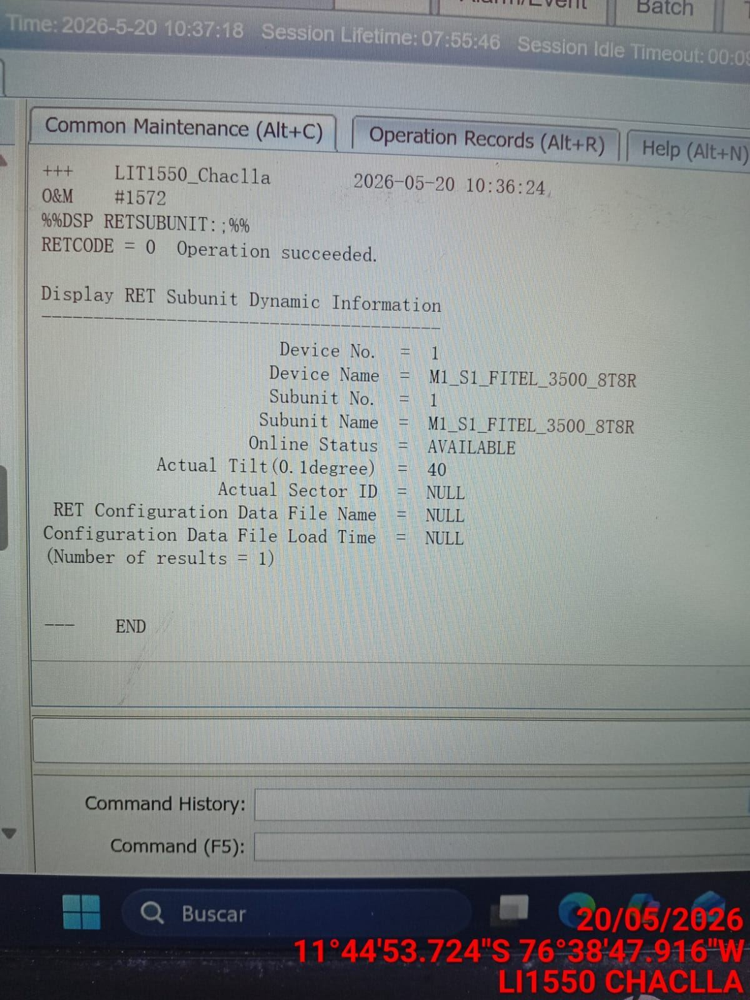 Alarm/Event Batch
Time: 2026-5-20 10:37:18 Session Lifetime: 07:55:46 Session Idle Timeout: 00:09
Common Maintenance (Alt+C) Operation Records (Alt+R) Help (Alt+N)
+++ LIT1550_Chaclla 2026-05-20 10:36:24
O&M #1572
%%DSP RETSUBUNIT:;%%
RETCODE = 0 Operation succeeded.
Display RET Subunit Dynamic Information
---------------------------------------
Device No. = 1
Device Name = M1_S1_FITEL_3500_8T8R
Subunit No. = 1
Subunit Name = M1_S1_FITEL_3500_8T8R
Online Status = AVAILABLE
Actual Tilt(0.1degree) = 40
Actual Sector ID = NULL
RET Configuration Data File Name = NULL
Configuration Data File Load Time = NULL
(Number of results = 1)
--- END
Command History:
Command (F5):
Buscar
20/05/2026
11°44'53.724"S 76°38'47.916"W
LI1550 CHACLLA